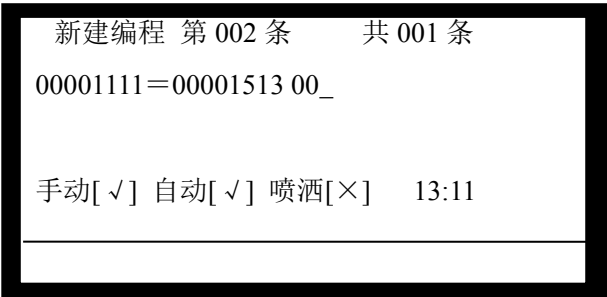 新建编程 第 002 条 共 001 条
00001111＝00001513 00_
手动[√] 自动[√] 喷洒[×] 13:11